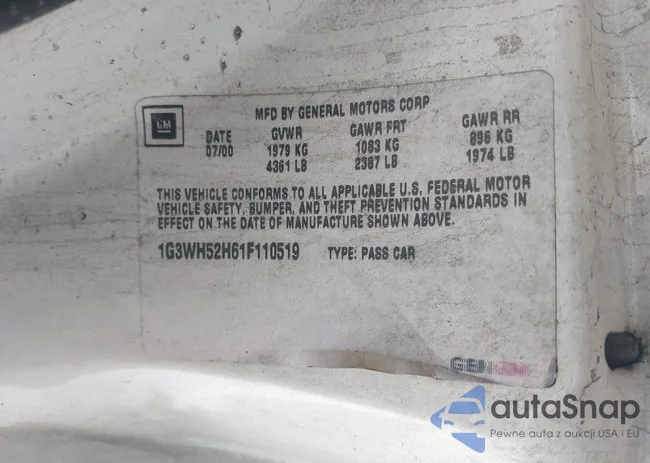 GM
MFD BY GENERAL MOTORS CORP
DATE GVWR GAWR FRT GAWR RR
07/00 1979 KG 1083 KG 896 KG
4361 LB 2387 LB 1974 LB
THIS VEHICLE CONFORMS TO ALL APPLICABLE U.S. FEDERAL MOTOR
VEHICLE SAFETY, BUMPER, AND THEFT PREVENTION STANDARDS IN
EFFECT ON THE DATE OF MANUFACTURE SHOWN ABOVE.
1G3WH52H61F110519 TYPE: PASS CAR
autaSnap
Pewne auta z aukcji USA i EU